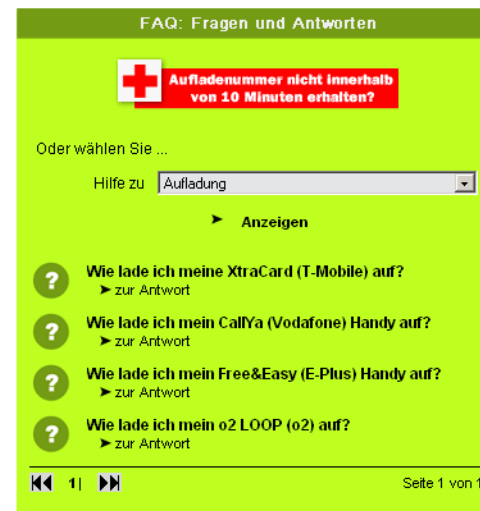 FAQ: Fragen und Antworten
Aufladenummer nicht innerhalb
von 10 Minuten erhalten?
Oder wählen Sie ...
Hilfe zu Aufladung
Anzeigen
? Wie lade ich meine XtraCard (T-Mobile) auf?
zur Antwort
? Wie lade ich mein CallYa (Vodafone) Handy auf?
zur Antwort
? Wie lade ich mein Free&Easy (E-Plus) Handy auf?
zur Antwort
? Wie lade ich mein o2 LOOP (o2) auf?
zur Antwort
1| Seite 1 von 1